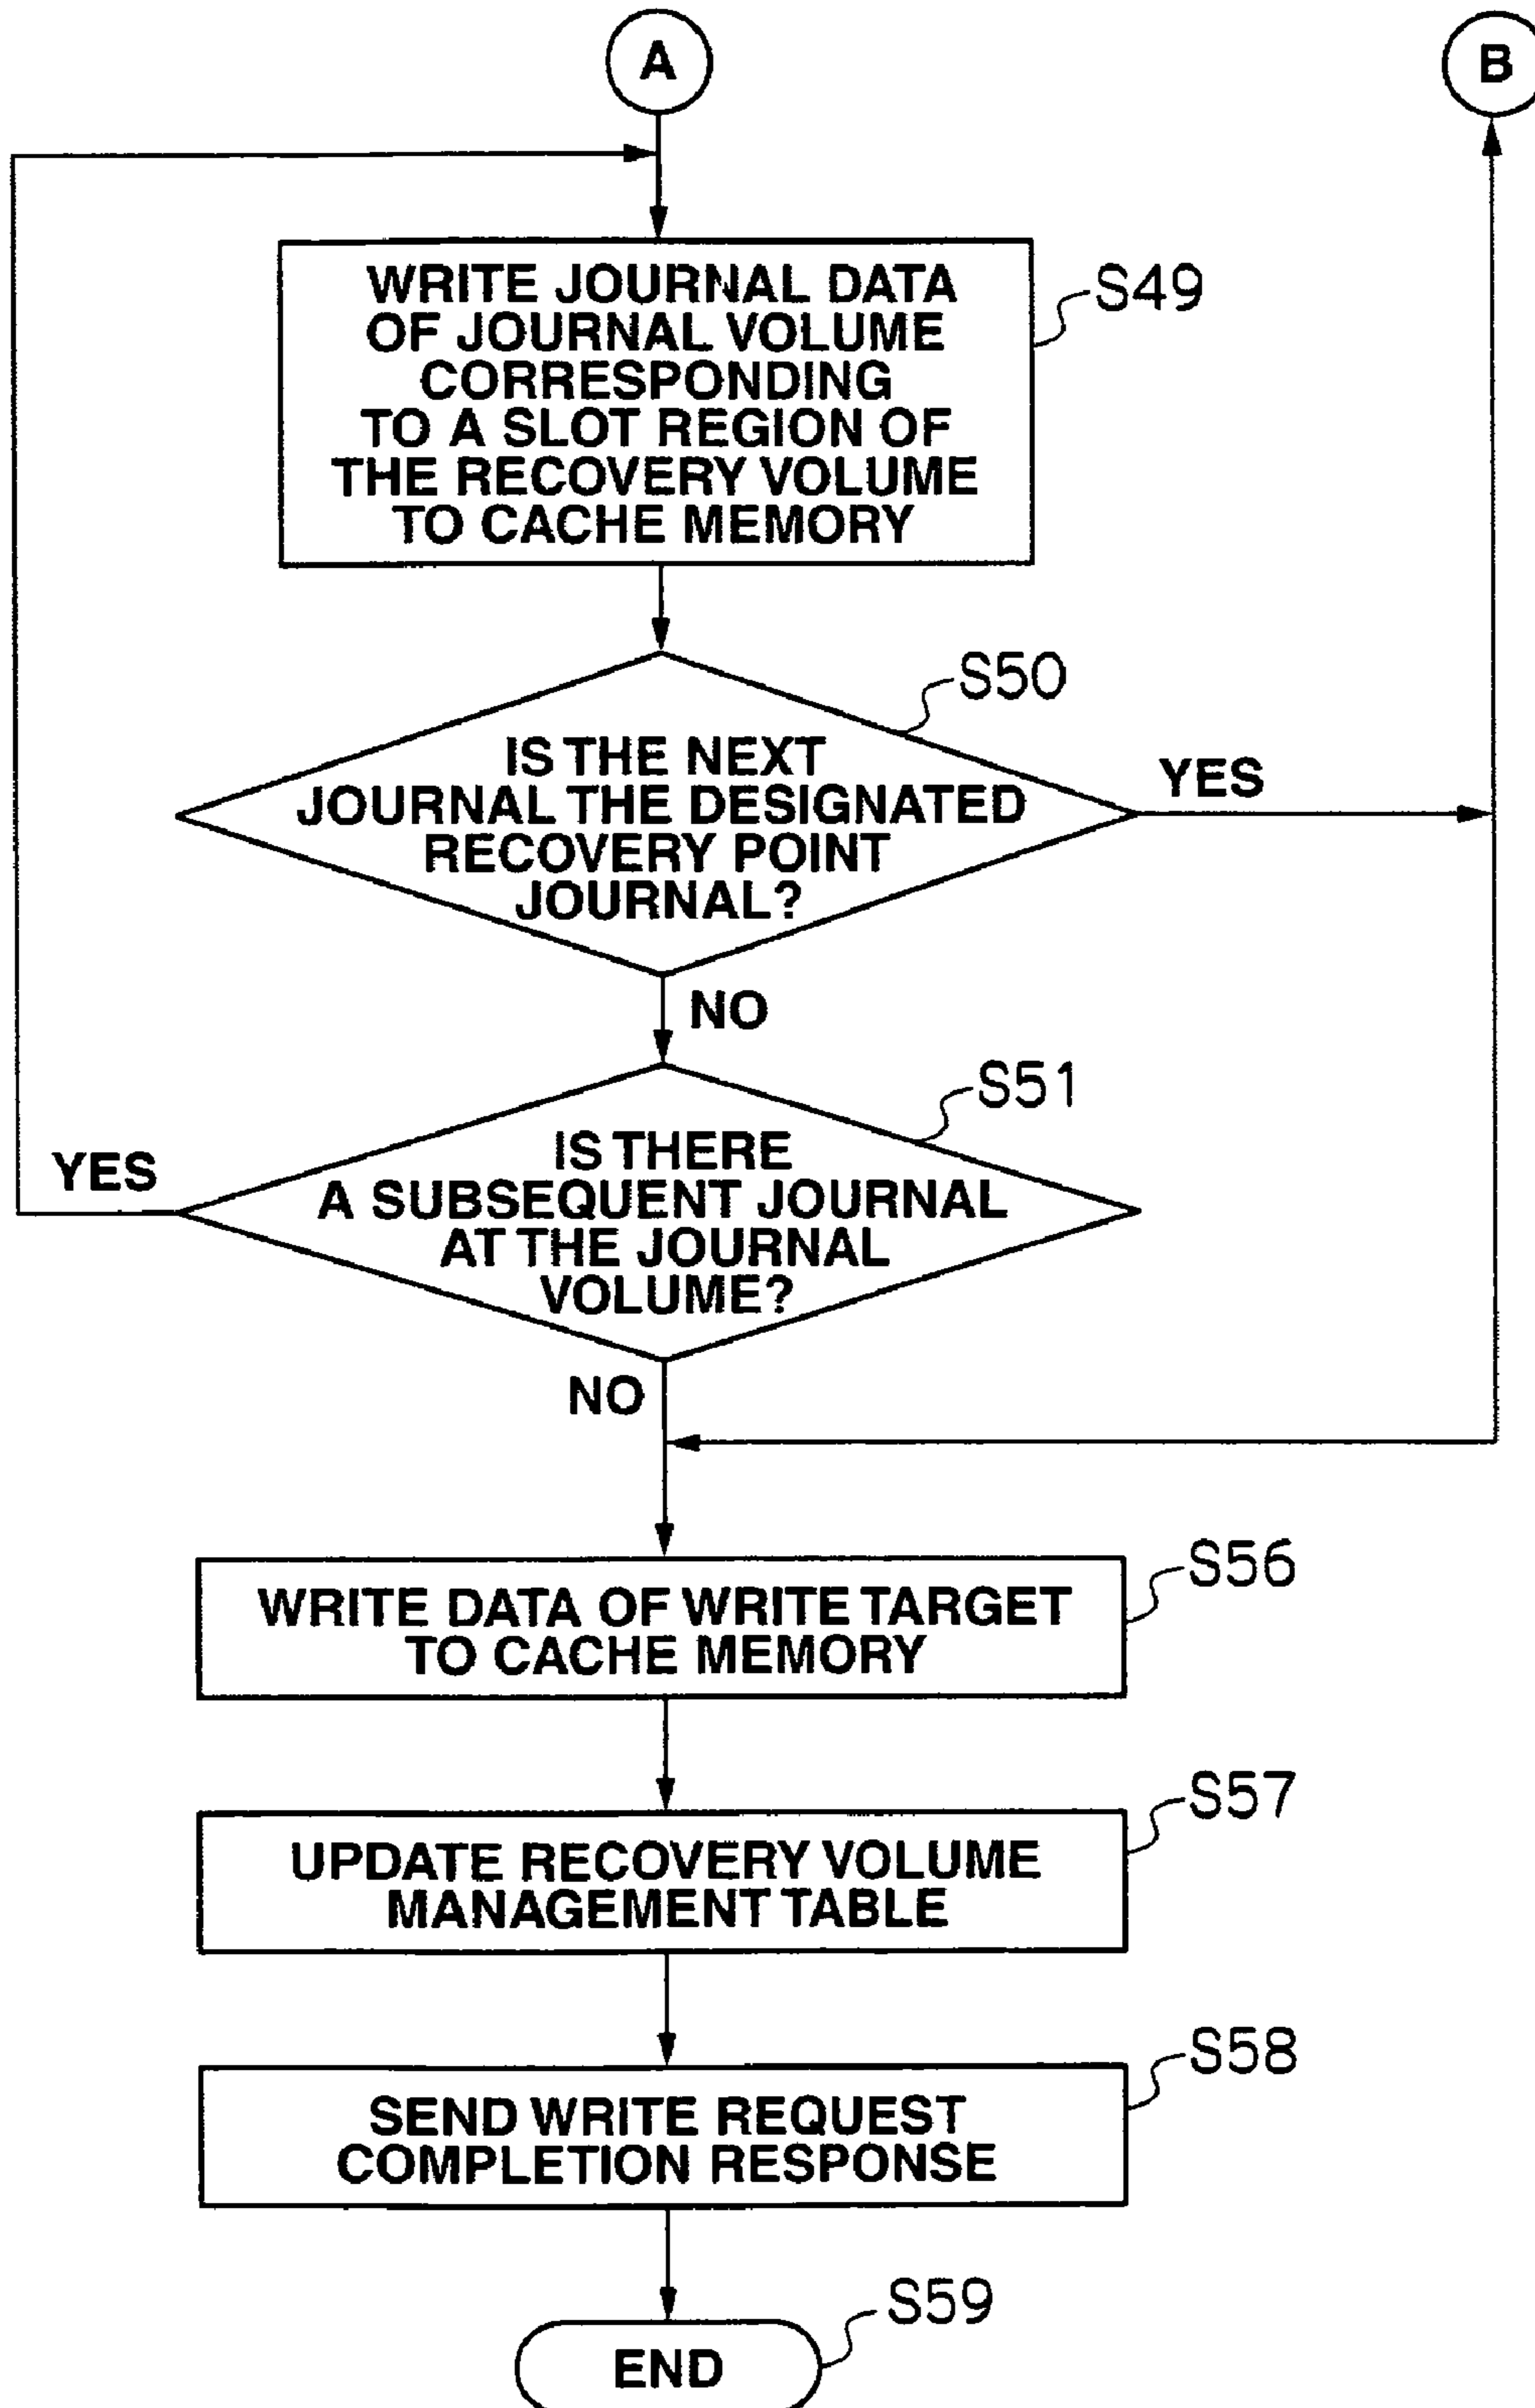 A
B
WRITE JOURNAL DATA
OF JOURNAL VOLUME
CORRESPONDING
TO A SLOT REGION OF
THE RECOVERY VOLUME
TO CACHE MEMORY
S49
S50
IS THE NEXT
JOURNAL THE DESIGNATED
RECOVERY POINT
JOURNAL?
YES
NO
S51
IS THERE
A SUBSEQUENT JOURNAL
AT THE JOURNAL
VOLUME?
YES
NO
S56
WRITE DATA OF WRITE TARGET
TO CACHE MEMORY
S57
UPDATE RECOVERY VOLUME
MANAGEMENT TABLE
S58
SEND WRITE REQUEST
COMPLETION RESPONSE
S59
END